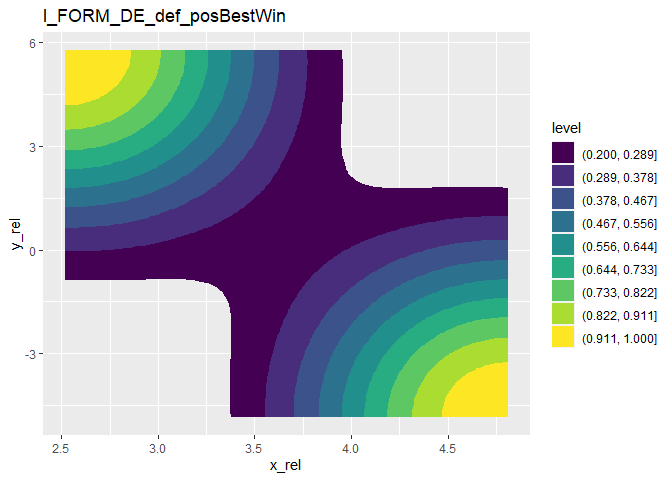 I_FORM_DE_def_posBestWin
6
3
0
-3
y_rel
2.5 3.0 3.5 4.0 4.5
x_rel
level
(0.200, 0.289]
(0.289, 0.378]
(0.378, 0.467]
(0.467, 0.556]
(0.556, 0.644]
(0.644, 0.733]
(0.733, 0.822]
(0.822, 0.911]
(0.911, 1.000]